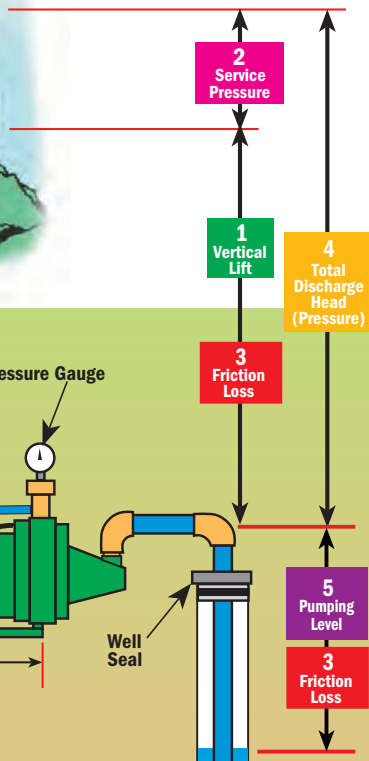 2
Service
Pressure
1
Vertical
Lift
4
Total
Discharge
Head
(Pressure)
3
Friction
Loss
essure Gauge
Well
Seal
5
Pumping
Level
3
Friction
Loss